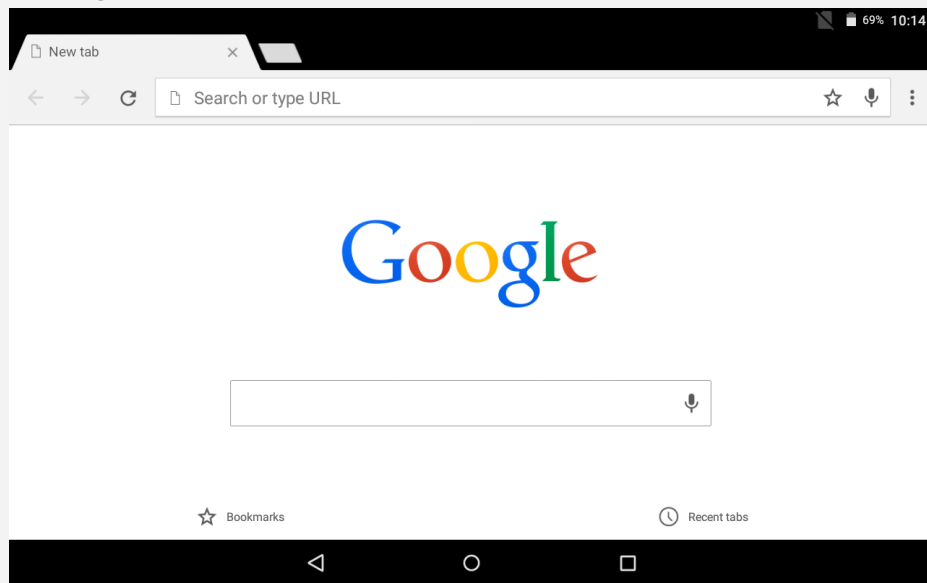 69% 10:14
New tab
Search or type URL
Google
Bookmarks
Recent tabs